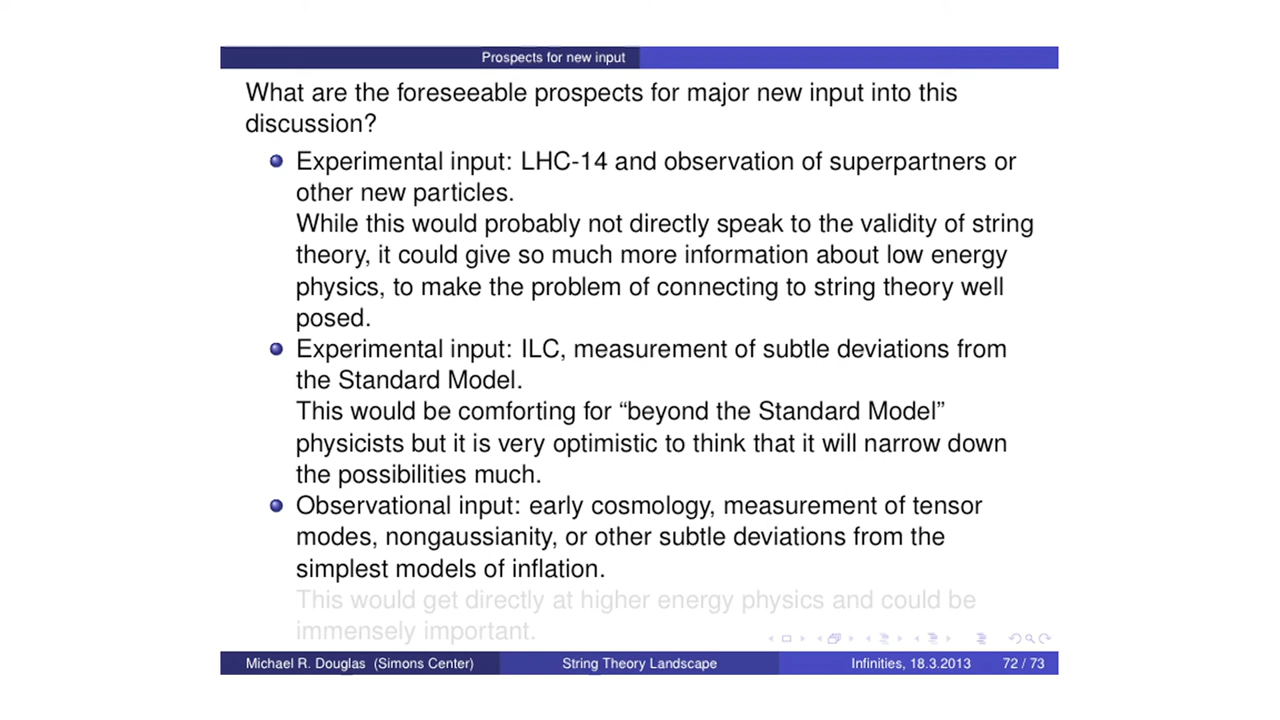 Prospects for new input
What are the foreseeable prospects for major new input into this
discussion?
Experimental input: LHC-14 and observation of superpartners or
other new particles.
While this would probably not directly speak to the validity of string
theory, it could give so much more information about low energy
physics, to make the problem of connecting to string theory well
posed.
Experimental input: ILC, measurement of subtle deviations from
the Standard Model.
This would be comforting for “beyond the Standard Model”
physicists but it is very optimistic to think that it will narrow down
the possibilities much.
Observational input: early cosmology, measurement of tensor
modes, nongaussianity, or other subtle deviations from the
simplest models of inflation.
This would get directly at higher energy physics and could be
immensely important.
Michael R. Douglas (Simons Center) String Theory Landscape Infinities, 18.3.2013 72 / 73